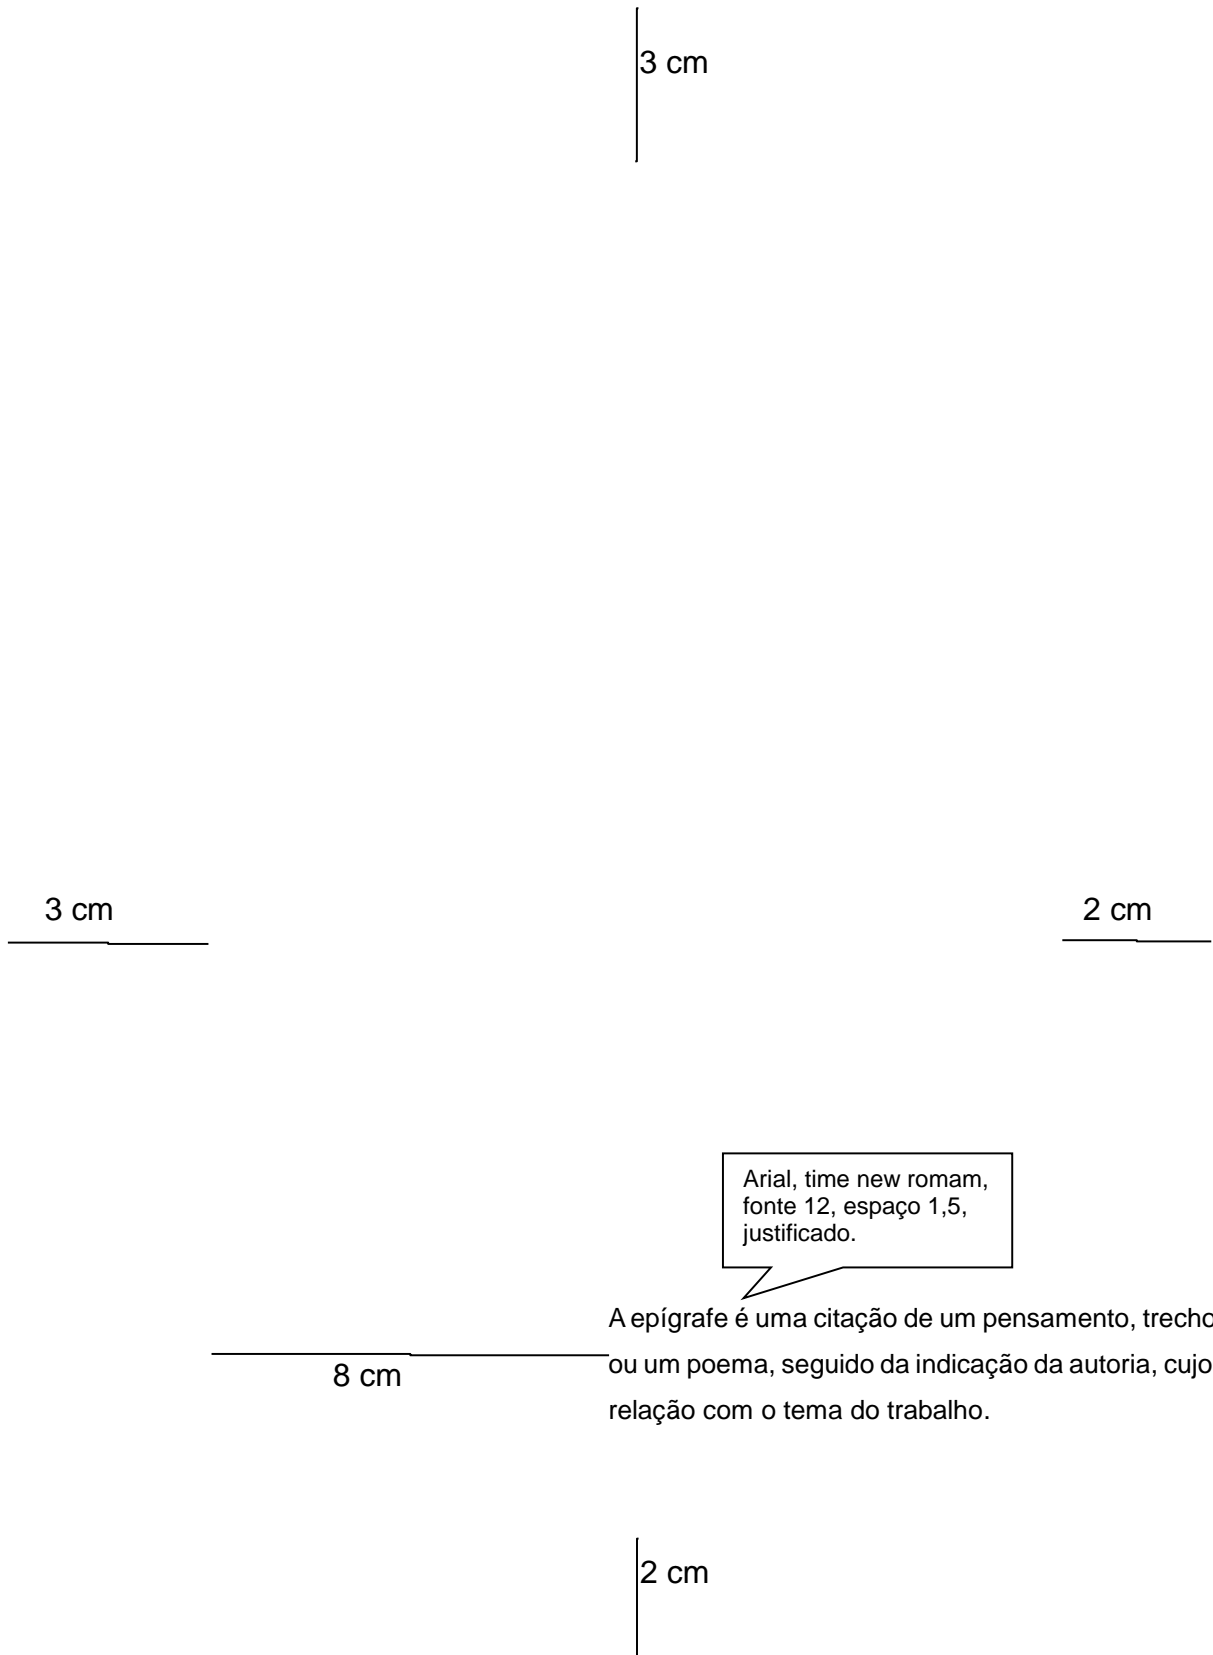 3 cm
3 cm
2 cm
Arial, time new romam,
fonte 12, espaço 1,5,
justificado.
A epígrafe é uma citação de um pensamento, trecho
ou um poema, seguido da indicação da autoria, cujo
relação com o tema do trabalho.
8 cm
2 cm